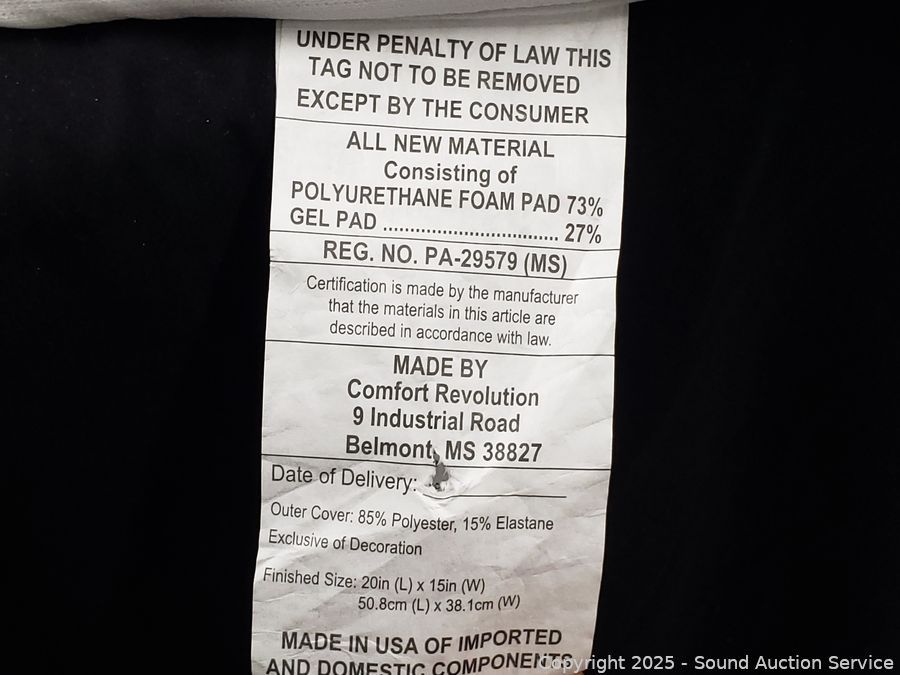 UNDER PENALTY OF LAW THIS
TAG NOT TO BE REMOVED
EXCEPT BY THE CONSUMER
ALL NEW MATERIAL
Consisting of
POLYURETHANE FOAM PAD 73%
GEL PAD ................................. 27%
REG. NO. PA-29579 (MS)
Certification is made by the manufacturer
that the materials in this article are
described in accordance with law.
MADE BY
Comfort Revolution
9 Industrial Road
Belmont, MS 38827
Date of Delivery:
Outer Cover: 85% Polyester, 15% Elastane
Exclusive of Decoration
Finished Size: 20in (L) x 15in (W)
50.8cm (L) x 38.1cm (W)
MADE IN USA OF IMPORTED
AND DOMESTIC COMPONENTS
Copyright 2025 - Sound Auction Service